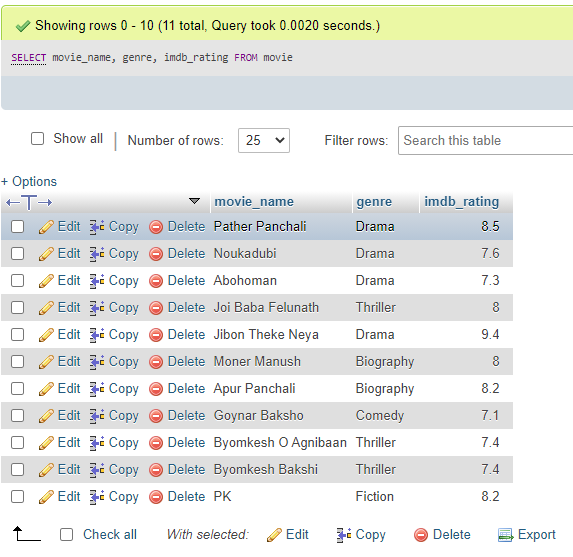 Showing rows 0 - 10 (11 total, Query took 0.0020 seconds.)
SELECT movie_name, genre, imdb_rating FROM movie
Show all | Number of rows: 25 Filter rows: Search this table
+ Options
←T→ movie_name genre imdb_rating
Edit Copy Delete Pather Panchali Drama 8.5
Edit Copy Delete Noukadubi Drama 7.6
Edit Copy Delete Abohoman Drama 7.3
Edit Copy Delete Joi Baba Felunath Thriller 8
Edit Copy Delete Jibon Theke Neya Drama 9.4
Edit Copy Delete Moner Manush Biography 8
Edit Copy Delete Apur Panchali Biography 8.2
Edit Copy Delete Goynar Baksho Comedy 7.1
Edit Copy Delete Byomkesh O Agnibaan Thriller 7.4
Edit Copy Delete Byomkesh Bakshi Thriller 7.4
Edit Copy Delete PK Fiction 8.2
Check all With selected: Edit Copy Delete Export